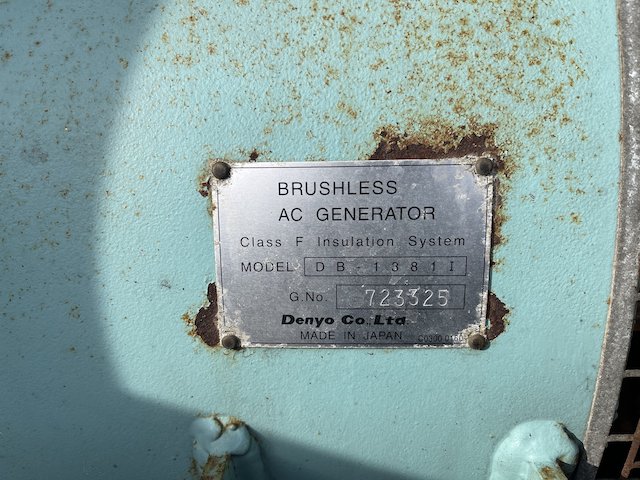 BRUSHLESS
AC GENERATOR
Class F Insulation System
MODEL DB-1381I
G.No. 723325
Denyo Co.Ltd
MADE IN JAPAN